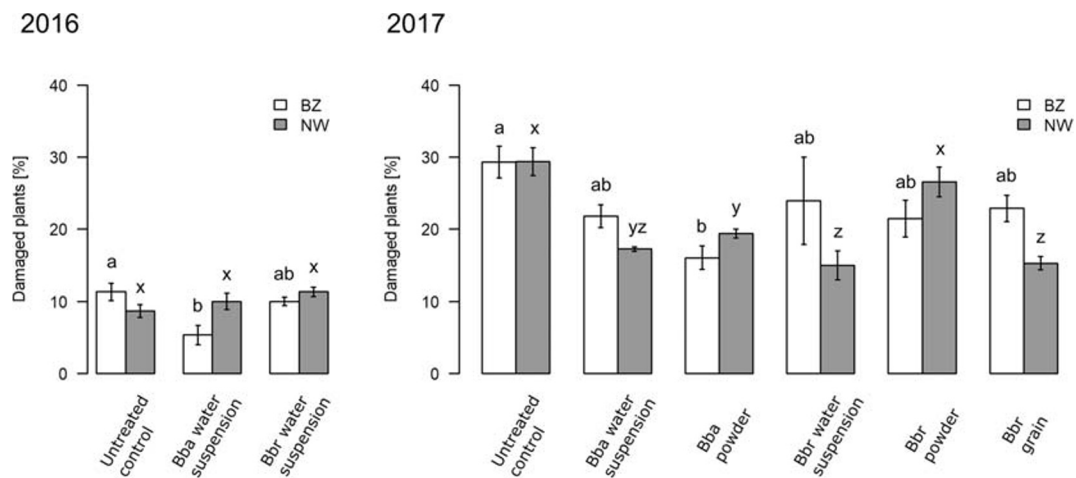 2016
Damaged plants [%]
40
30
20
10
0
BZ
NW
a
x
b
x
ab
x
Untreated
control
Bba water
suspension
Bbr water
suspension
2017
Damaged plants [%]
40
30
20
10
0
BZ
NW
a
x
ab
yz
b
y
ab
z
ab
x
ab
z
Untreated
control
Bba water
suspension
Bba
powder
Bbr water
suspension
Bbr
powder
Bbr
grain